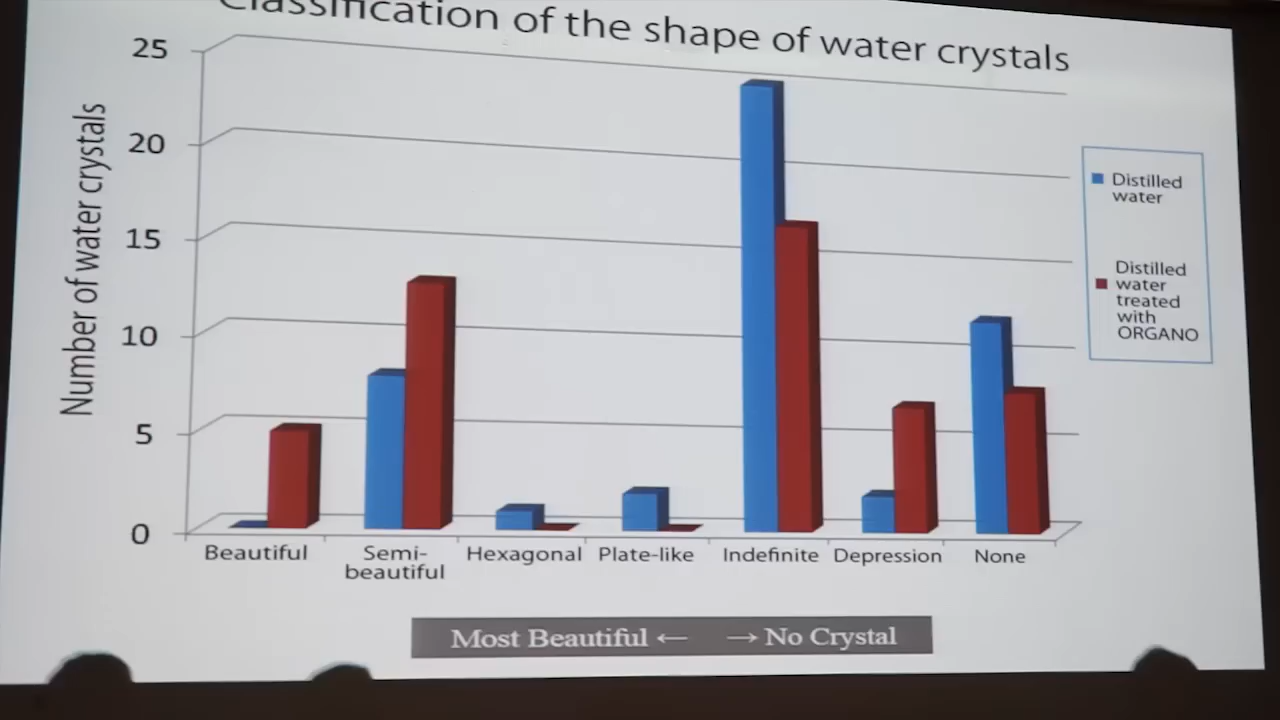 Classification of the shape of water crystals
Number of water crystals
25
20
15
10
5
0
Distilled
water
Distilled
water
treated
with
ORGANO
Beautiful
Semi-
beautiful
Hexagonal
Plate-like
Indefinite
Depression
None
Most Beautiful ← → No Crystal